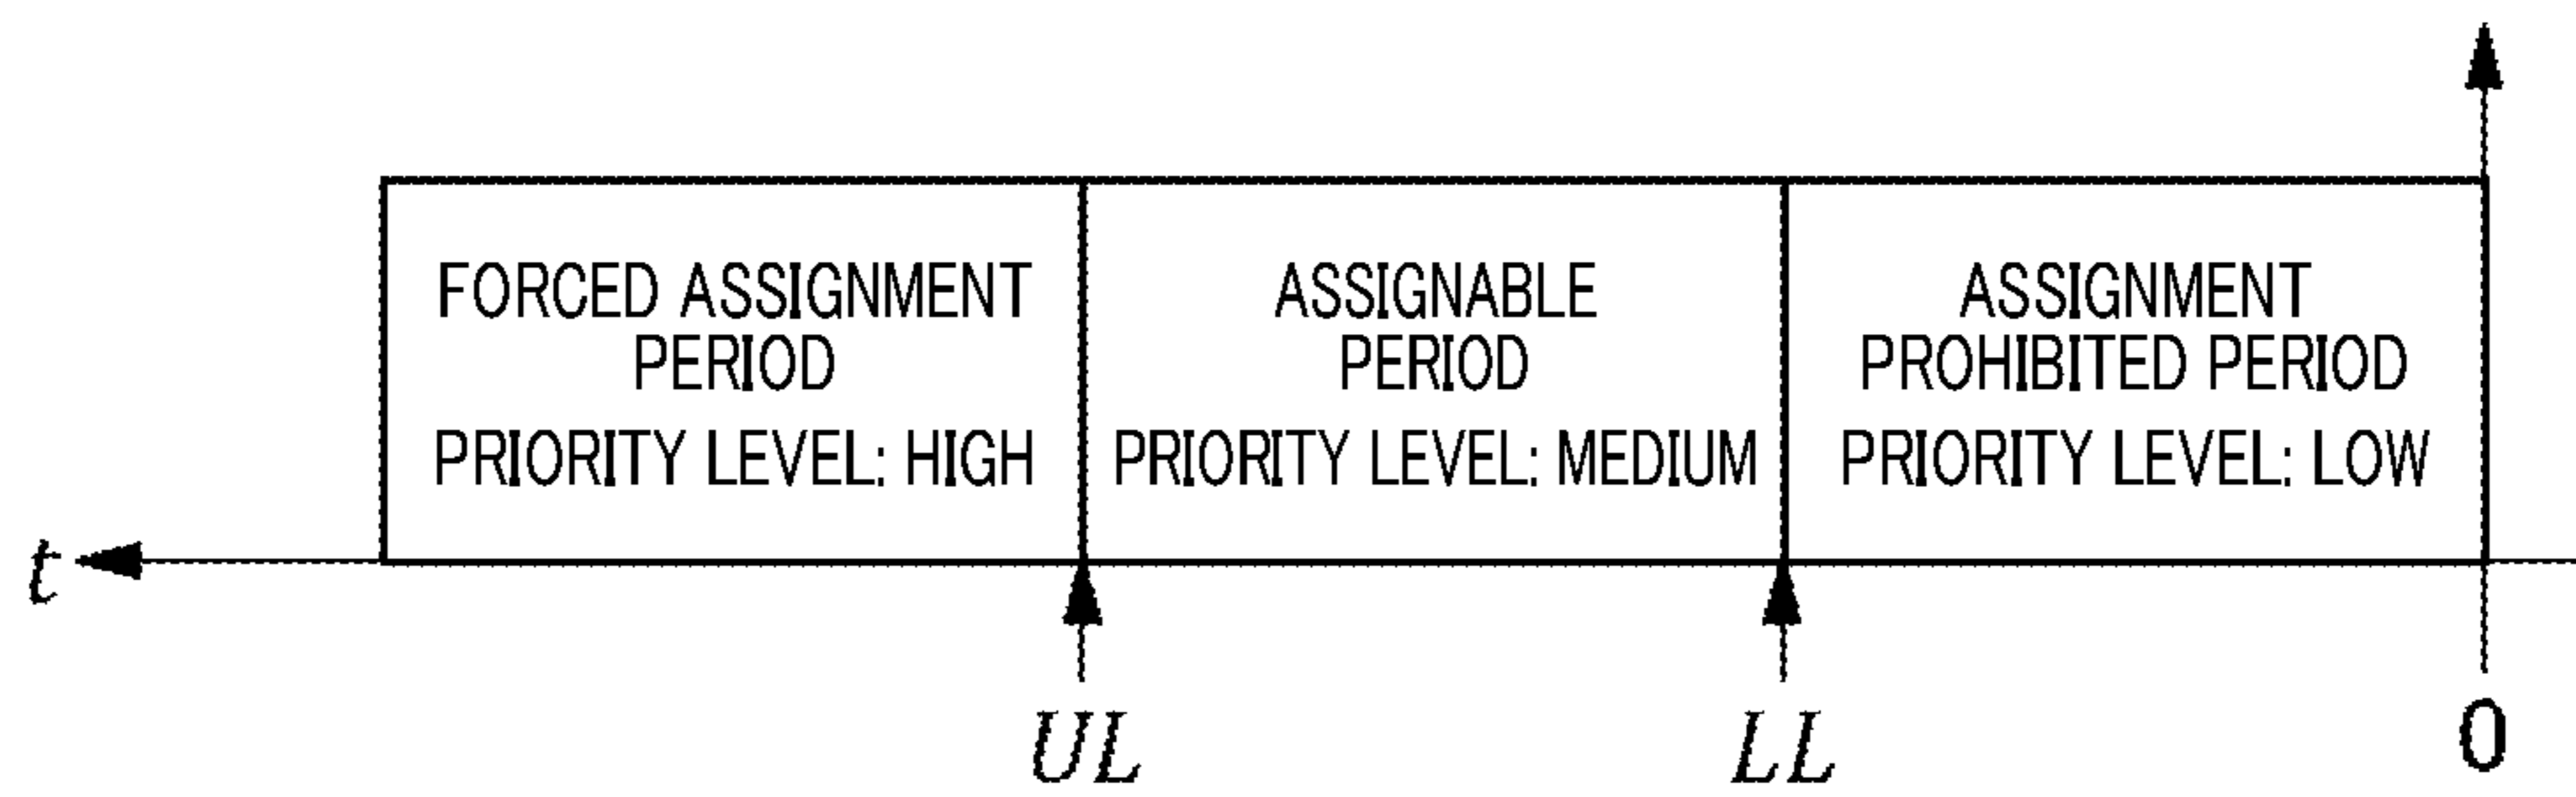 FORCED ASSIGNMENT
PERIOD
PRIORITY LEVEL: HIGH
ASSIGNABLE
PERIOD
PRIORITY LEVEL: MEDIUM
ASSIGNMENT
PROHIBITED PERIOD
PRIORITY LEVEL: LOW
t
UL
LL
0